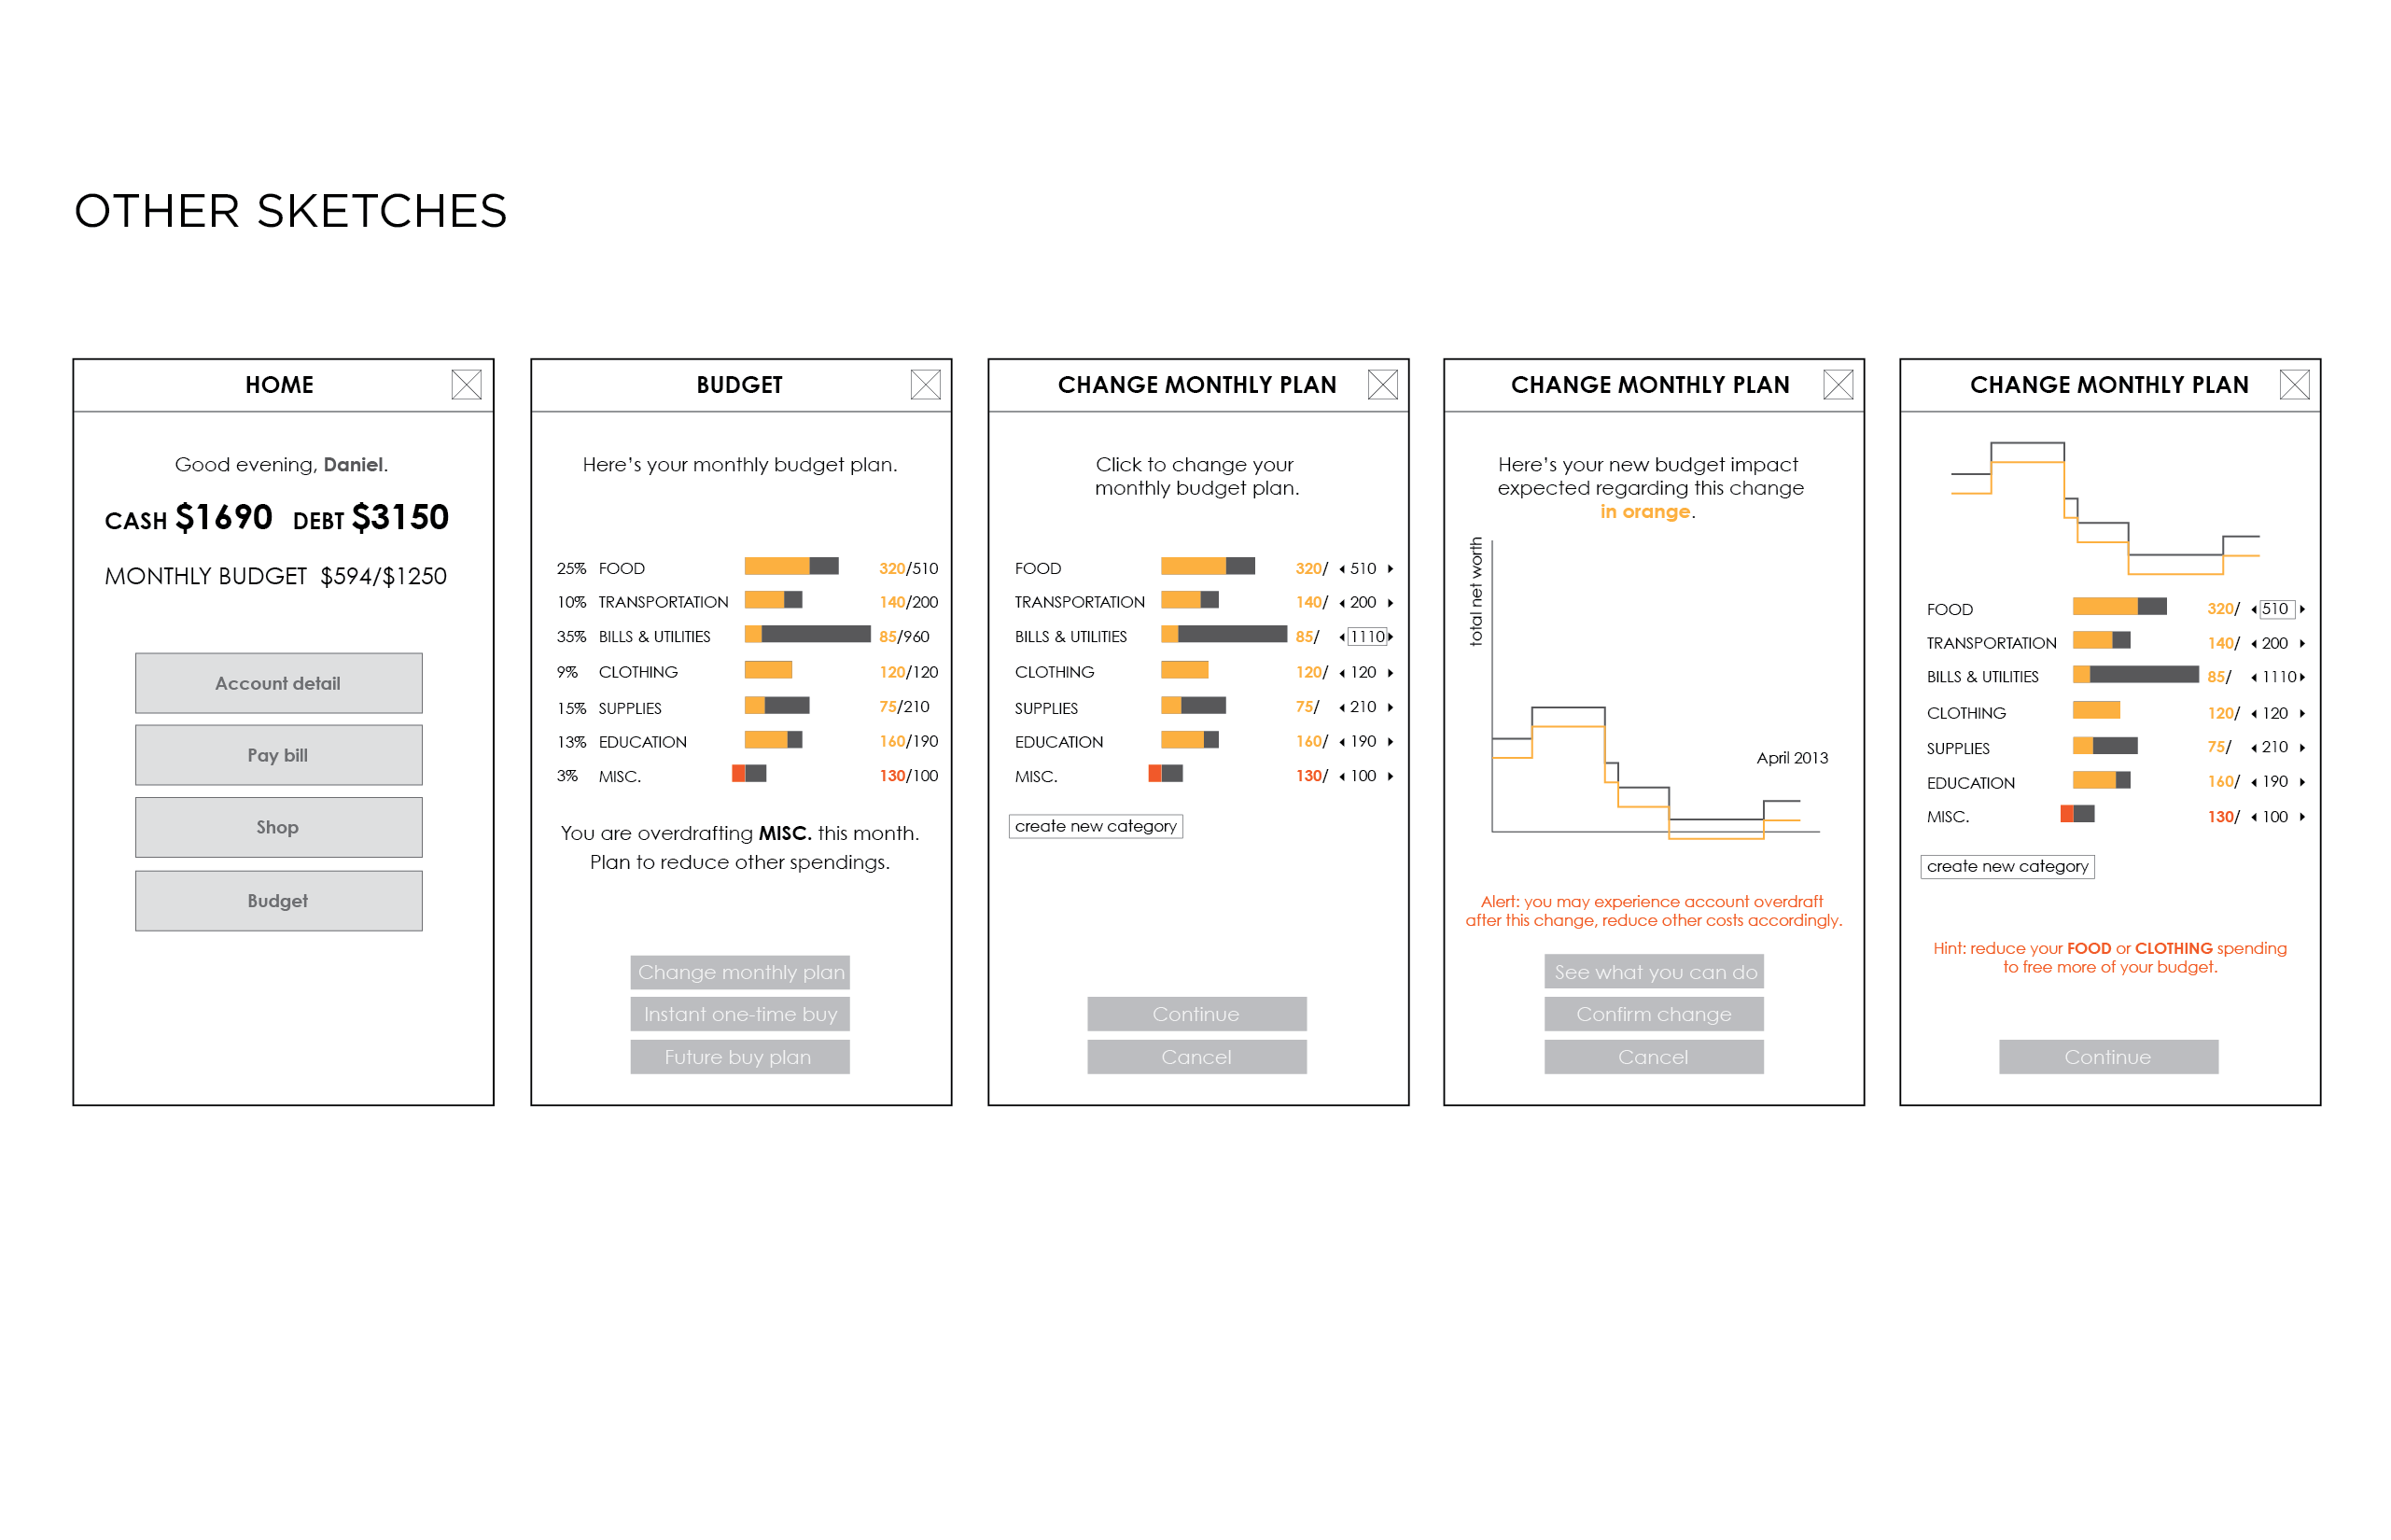 OTHER SKETCHES
HOME
Good evening, Daniel.
CASH $1690 DEBT $3150
MONTHLY BUDGET $594/$1250
Account detail
Pay bill
Shop
Budget
BUDGET
Here's your monthly budget plan.
25% FOOD 320/510
10% TRANSPORTATION 140/200
35% BILLS & UTILITIES 85/960
9% CLOTHING 120/120
15% SUPPLIES 75/210
13% EDUCATION 160/190
3% MISC. 130/100
You are overdrafting MISC. this month.
Plan to reduce other spendings.
Change monthly plan
Instant one-time buy
Future buy plan
CHANGE MONTHLY PLAN
Click to change your
monthly budget plan.
FOOD 320/ 510
TRANSPORTATION 140/ 200
BILLS & UTILITIES 85/ 1110
CLOTHING 120/ 120
SUPPLIES 75/ 210
EDUCATION 160/ 190
MISC. 130/ 100
create new category
Continue
Cancel
CHANGE MONTHLY PLAN
Here's your new budget impact
expected regarding this change
in orange.
total net worth
April 2013
Alert: you may experience account overdraft
after this change, reduce other costs accordingly.
See what you can do
Confirm change
Cancel
CHANGE MONTHLY PLAN
FOOD 320/ 510
TRANSPORTATION 140/ 200
BILLS & UTILITIES 85/ 1110
CLOTHING 120/ 120
SUPPLIES 75/ 210
EDUCATION 160/ 190
MISC. 130/ 100
create new category
Hint: reduce your FOOD or CLOTHING spending
to free more of your budget.
Continue